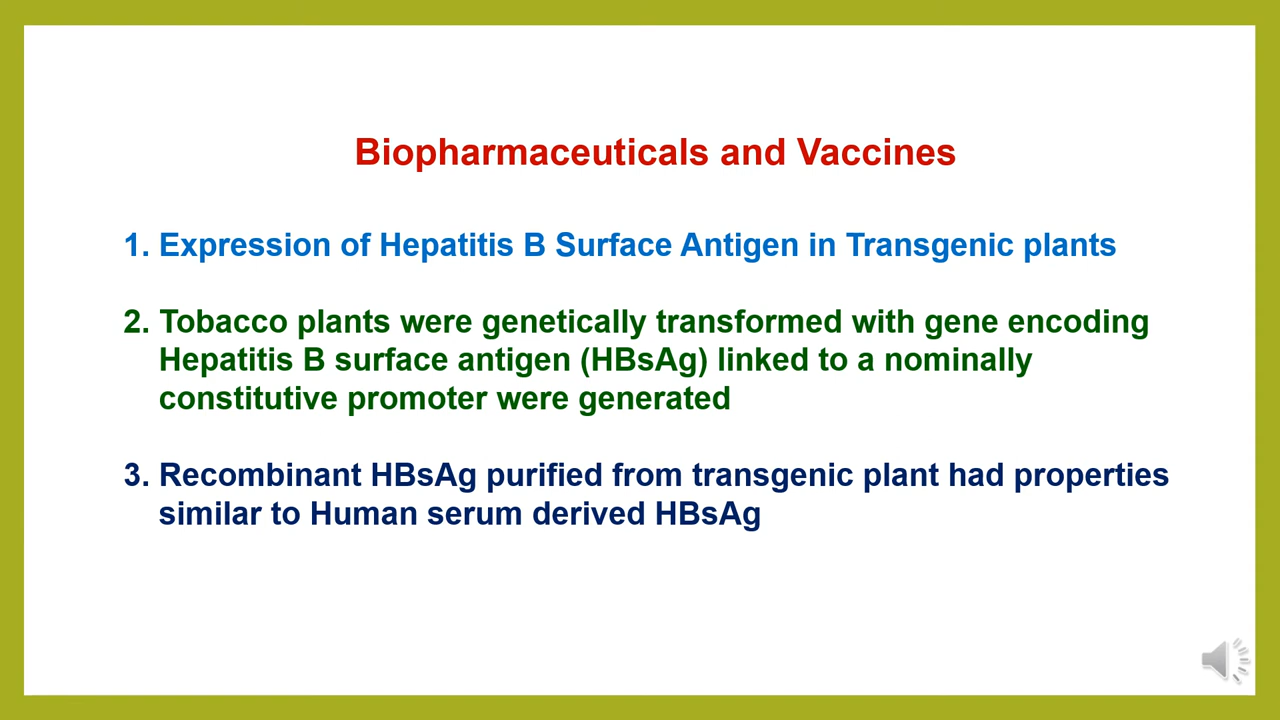 Biopharmaceuticals and Vaccines
1. Expression of Hepatitis B Surface Antigen in Transgenic plants
2. Tobacco plants were genetically transformed with gene encoding
Hepatitis B surface antigen (HBsAg) linked to a nominally
constitutive promoter were generated
3. Recombinant HBsAg purified from transgenic plant had properties
similar to Human serum derived HBsAg